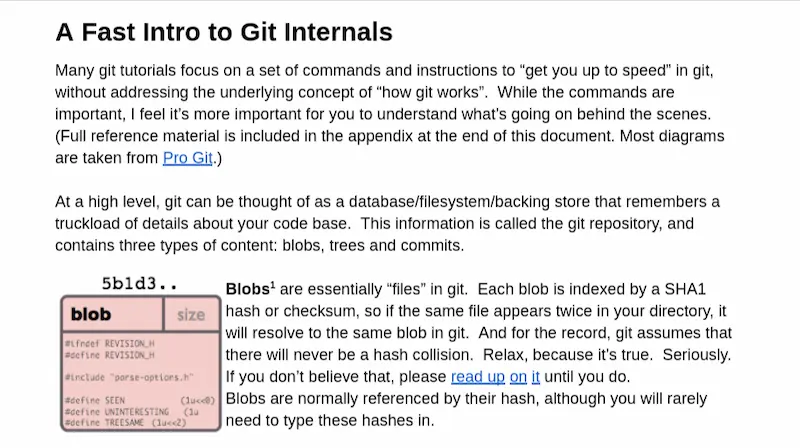 A Fast Intro to Git Internals
Many git tutorials focus on a set of commands and instructions to “get you up to speed” in git,
without addressing the underlying concept of “how git works”.  While the commands are
important, I feel it’s more important for you to understand what’s going on behind the scenes.
(Full reference material is included in the appendix at the end of this document. Most diagrams
are taken from Pro Git.)
At a high level, git can be thought of as a database/filesystem/backing store that remembers a
truckload of details about your code base.  This information is called the git repository, and
contains three types of content: blobs, trees and commits.
5b1d3..
blob size
#ifndef REVISION_H
#define REVISION_H
#include "parse-options.h"
#define SEEN (1u<<0)
#define UNINTERESTING (1u
#define TREESAME (1u<<2)
Blobs¹ are essentially “files” in git.  Each blob is indexed by a SHA1
hash or checksum, so if the same file appears twice in your directory, it
will resolve to the same blob in git.  And for the record, git assumes that
there will never be a hash collision.  Relax, because it’s true.  Seriously.
If you don’t believe that, please read up on it until you do.
Blobs are normally referenced by their hash, although you will rarely
need to type these hashes in.